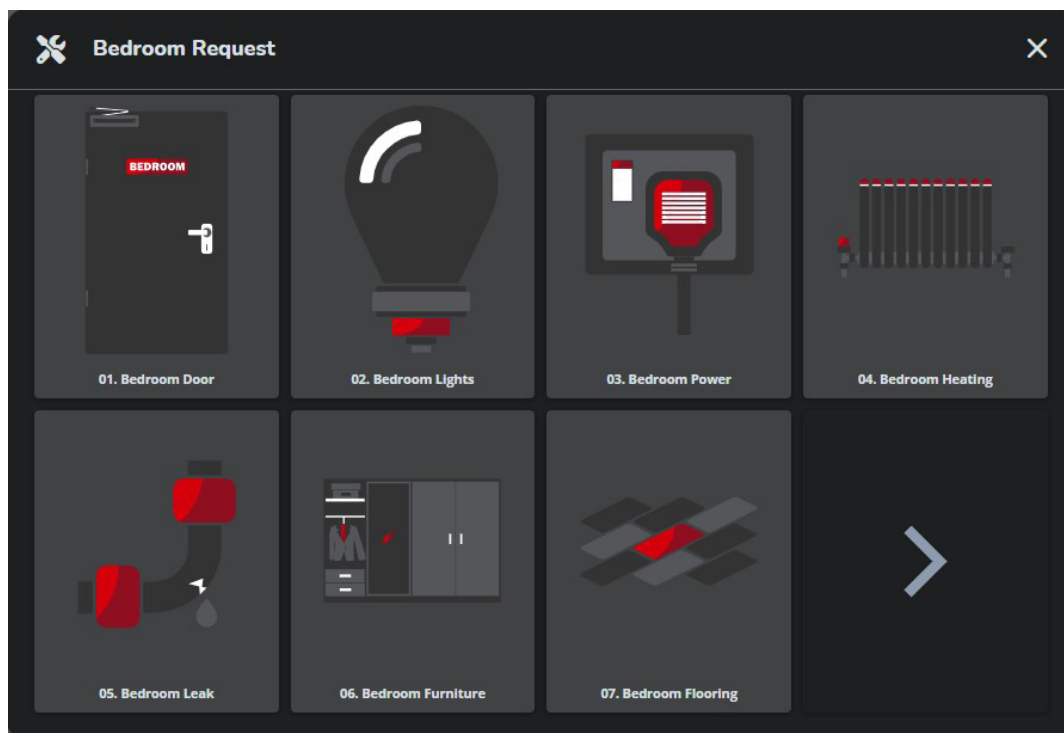 Bedroom Request
BEDROOM
01. Bedroom Door
02. Bedroom Lights
03. Bedroom Power
04. Bedroom Heating
05. Bedroom Leak
06. Bedroom Furniture
07. Bedroom Flooring